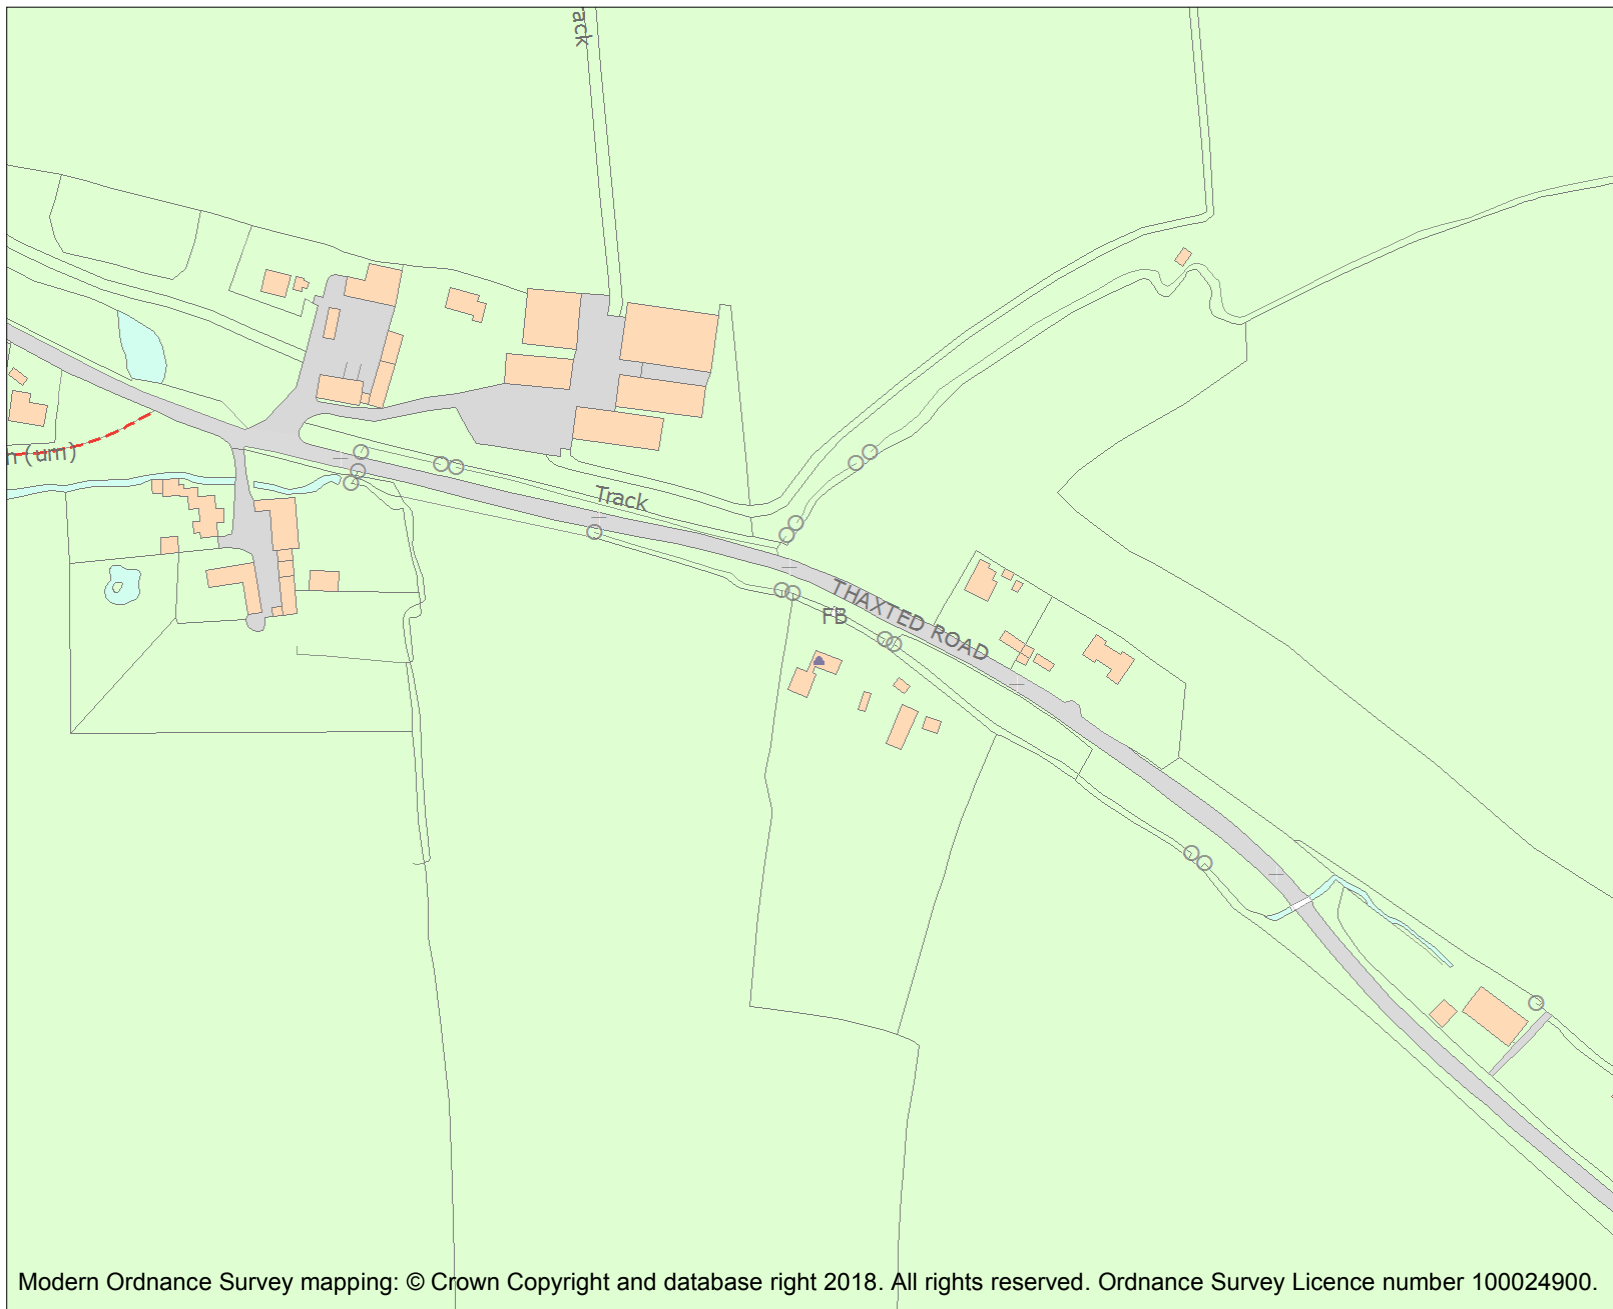 ack
n (um)
Track
THAXTED ROAD
FB
Modern Ordnance Survey mapping: © Crown Copyright and database right 2018. All rights reserved. Ordnance Survey Licence number 100024900.